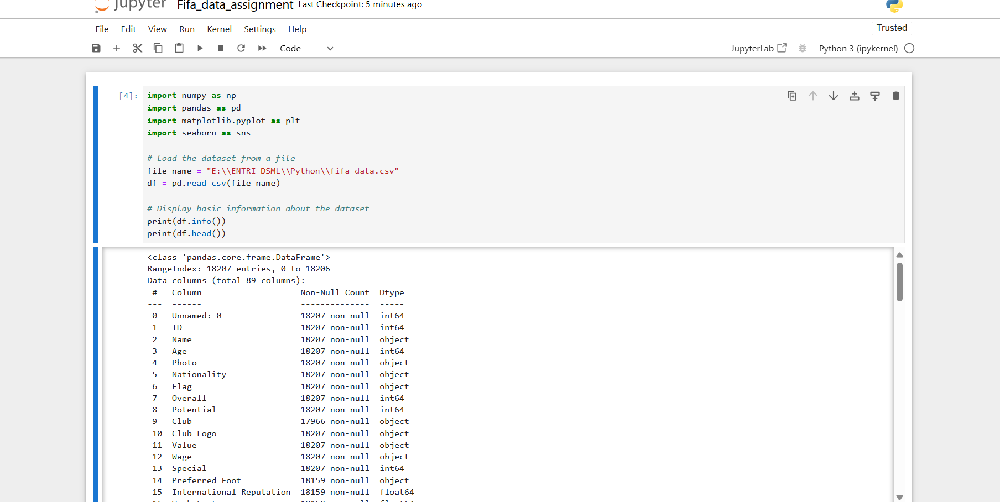 jupyter Fifa_data_assignment Last Checkpoint: 5 minutes ago
File Edit View Run Kernel Settings Help Trusted
Code JupyterLab Python 3 (ipykernel)
[4]: import numpy as np
import pandas as pd
import matplotlib.pyplot as plt
import seaborn as sns
# Load the dataset from a file
file_name = "E:\\ENTRI DSML\\Python\\fifa_data.csv"
df = pd.read_csv(file_name)
# Display basic information about the dataset
print(df.info())
print(df.head())
<class 'pandas.core.frame.DataFrame'>
RangeIndex: 18207 entries, 0 to 18206
Data columns (total 89 columns):
# Column Non-Null Count Dtype
--- ------ -------------- -----
0 Unnamed: 0 18207 non-null int64
1 ID 18207 non-null int64
2 Name 18207 non-null object
3 Age 18207 non-null int64
4 Photo 18207 non-null object
5 Nationality 18207 non-null object
6 Flag 18207 non-null object
7 Overall 18207 non-null int64
8 Potential 18207 non-null int64
9 Club 17966 non-null object
10 Club Logo 18207 non-null object
11 Value 18207 non-null object
12 Wage 18207 non-null object
13 Special 18207 non-null int64
14 Preferred Foot 18159 non-null object
15 International Reputation 18159 non-null float64